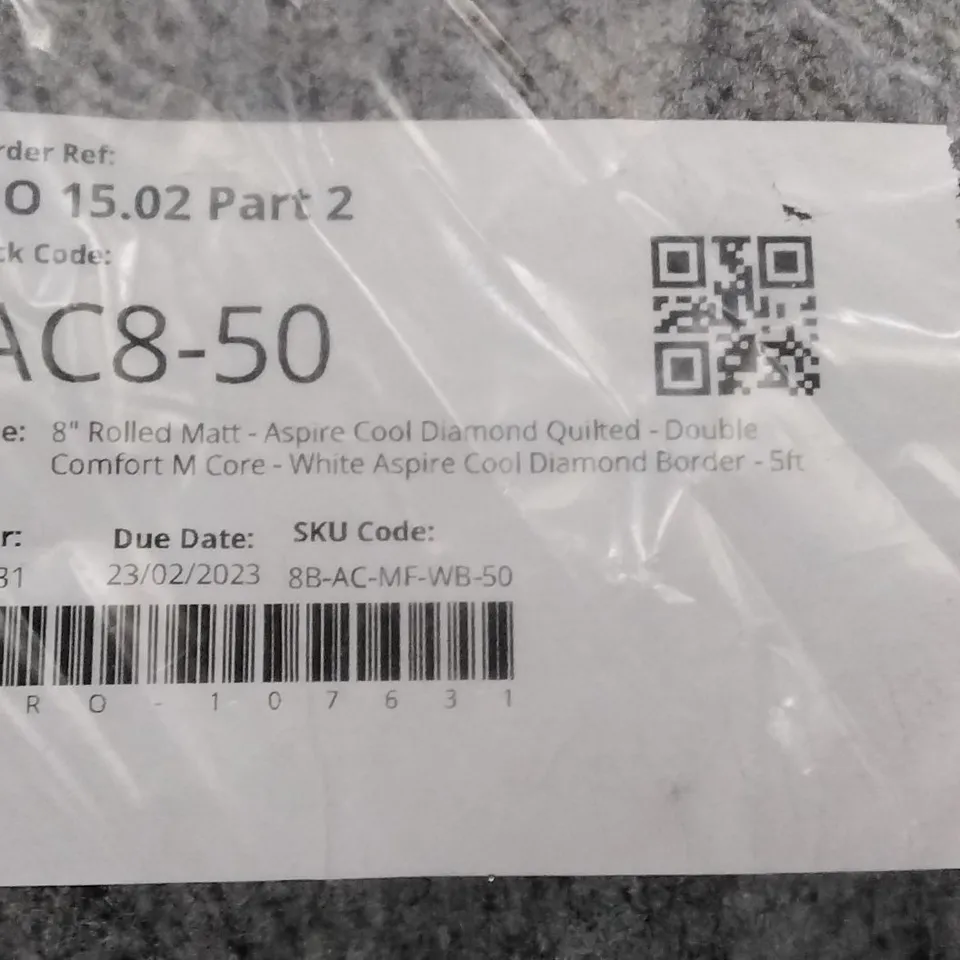 rder Ref:
O 15.02 Part 2
ck Code:
AC8-50
e: 8" Rolled Matt - Aspire Cool Diamond Quilted - Double
Comfort M Core - White Aspire Cool Diamond Border - 5ft
r: Due Date: SKU Code:
31 23/02/2023 8B-AC-MF-WB-50
R O - 1 0 7 6 3 1